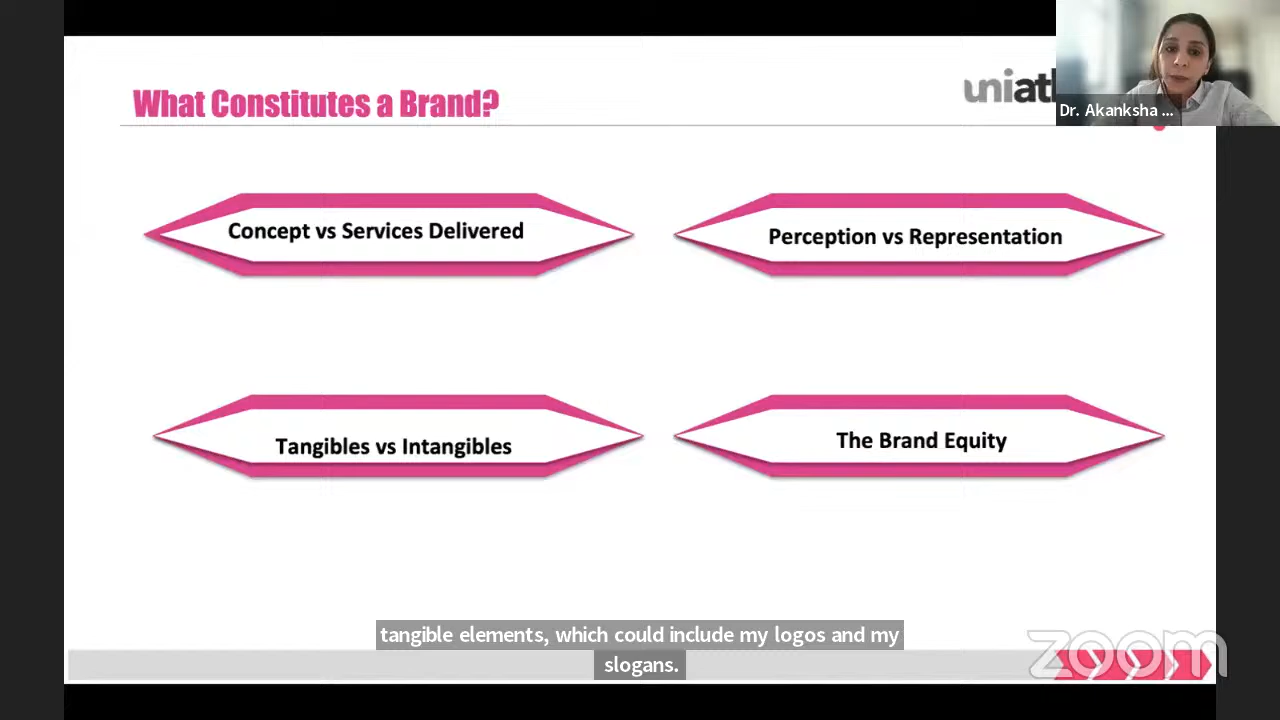 What Constitutes a Brand?
uniat
Dr. Akanksha ...
Concept vs Services Delivered
Perception vs Representation
Tangibles vs Intangibles
The Brand Equity
tangible elements, which could include my logos and my
slogans.
zoom